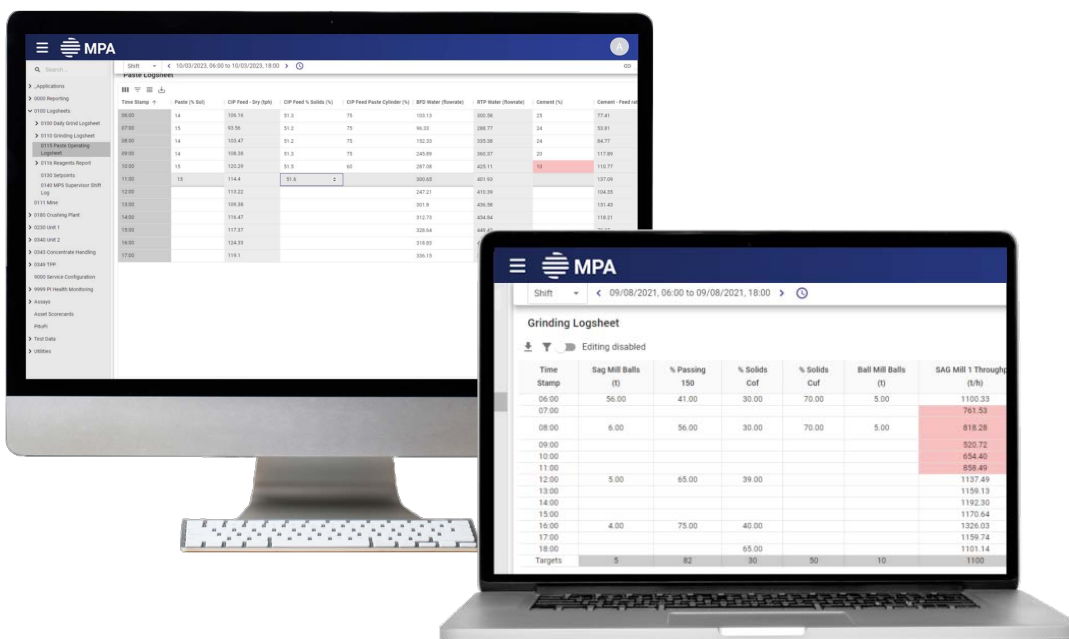 MPA
A
Search...
Shift 10/03/2023, 06:00 to 10/03/2023, 18:00
Paste Logsheet
_Applications
0000 Reporting
0100 Logsheets
0100 Daily Grind Logsheet
0110 Grinding Logsheet
0115 Paste Operating Logsheet
0116 Reagents Report
0130 Setpoints
0140 MPS Supervisor Shift Log
0111 Mine
0180 Crushing Plant
0230 Unit 1
0340 Unit 2
0343 Concentrate Handling
0349 TPP
9000 Service Configuration
9999 PI Health Monitoring
Assays
Asset Scorecards
PituPi
Test Data
Utilities
Time Stamp Paste (% Sol) CIP Feed - Dry (tph) CIP Feed % Solids (%) CIP Feed Paste Cylinder (%) BFD Water (flowrate) BTP Water (flowrate) Cement (%) Cement - Feed rat
06:00 14 106.16 51.3 75 103.13 300.58 25 77.41
07:00 15 93.56 51.2 75 96.33 288.77 24 53.81
08:00 14 103.47 51.2 75 152.33 335.38 24 84.77
09:00 14 108.38 51.3 75 245.89 360.37 20 117.89
10:00 15 120.29 51.5 60 287.08 425.11 10 110.77
11:00 15 114.4 51.6 300.65 401.93 137.09
12:00 113.22 247.21 410.39 104.35
13:00 109.38 301.8 436.58 131.43
14:00 116.47 312.73 434.84 118.21
15:00 117.37 328.64
16:00 124.33 318.93
17:00 119.1 336.15
MPA
Shift 09/08/2021, 06:00 to 09/08/2021, 18:00
Grinding Logsheet
Editing disabled
Time Stamp Sag Mill Balls (t) % Passing 150 % Solids Cof % Solids Cuf Ball Mill Balls (t) SAG Mill 1 Throughp (t/h)
06:00 56.00 41.00 30.00 70.00 5.00 1100.33
07:00 761.53
08:00 6.00 56.00 30.00 70.00 5.00 818.28
09:00 520.72
10:00 654.40
11:00 858.49
12:00 5.00 65.00 39.00 1137.49
13:00 1159.13
14:00 1192.30
15:00 1170.64
16:00 4.00 75.00 40.00 1326.03
17:00 1159.74
18:00 65.00 1101.14
Targets 5 82 30 50 10 1100